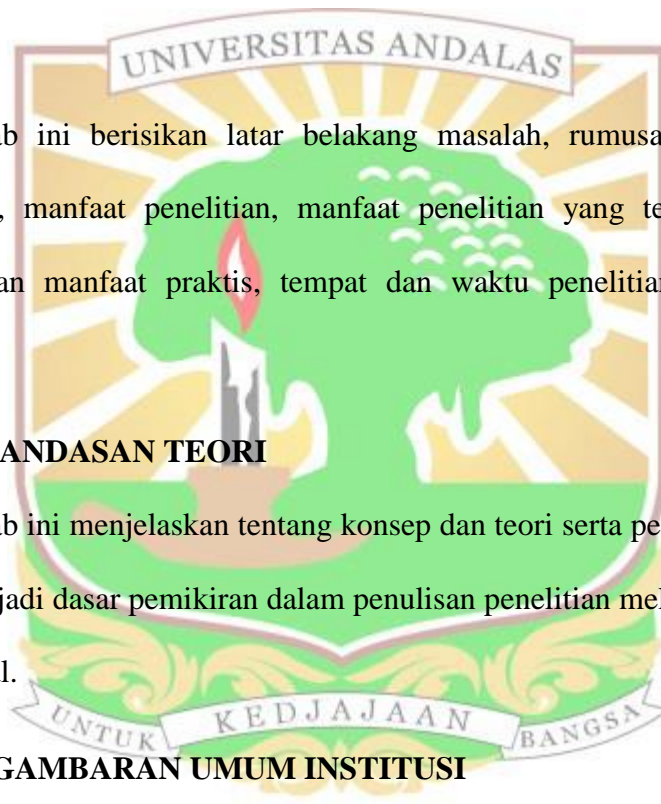 UNIVERSITAS ANDALAS
ab ini berisikan latar belakang masalah, rumusa
, manfaat penelitian, manfaat penelitian yang te
an manfaat praktis, tempat dan waktu penelitian
ANDASAN TEORI
ab ini menjelaskan tentang konsep dan teori serta pe
jadi dasar pemikiran dalam penulisan penelitian mel
l.
UNTUK KEDJAJAAN BANGSA
GAMBARAN UMUM INSTITUSI